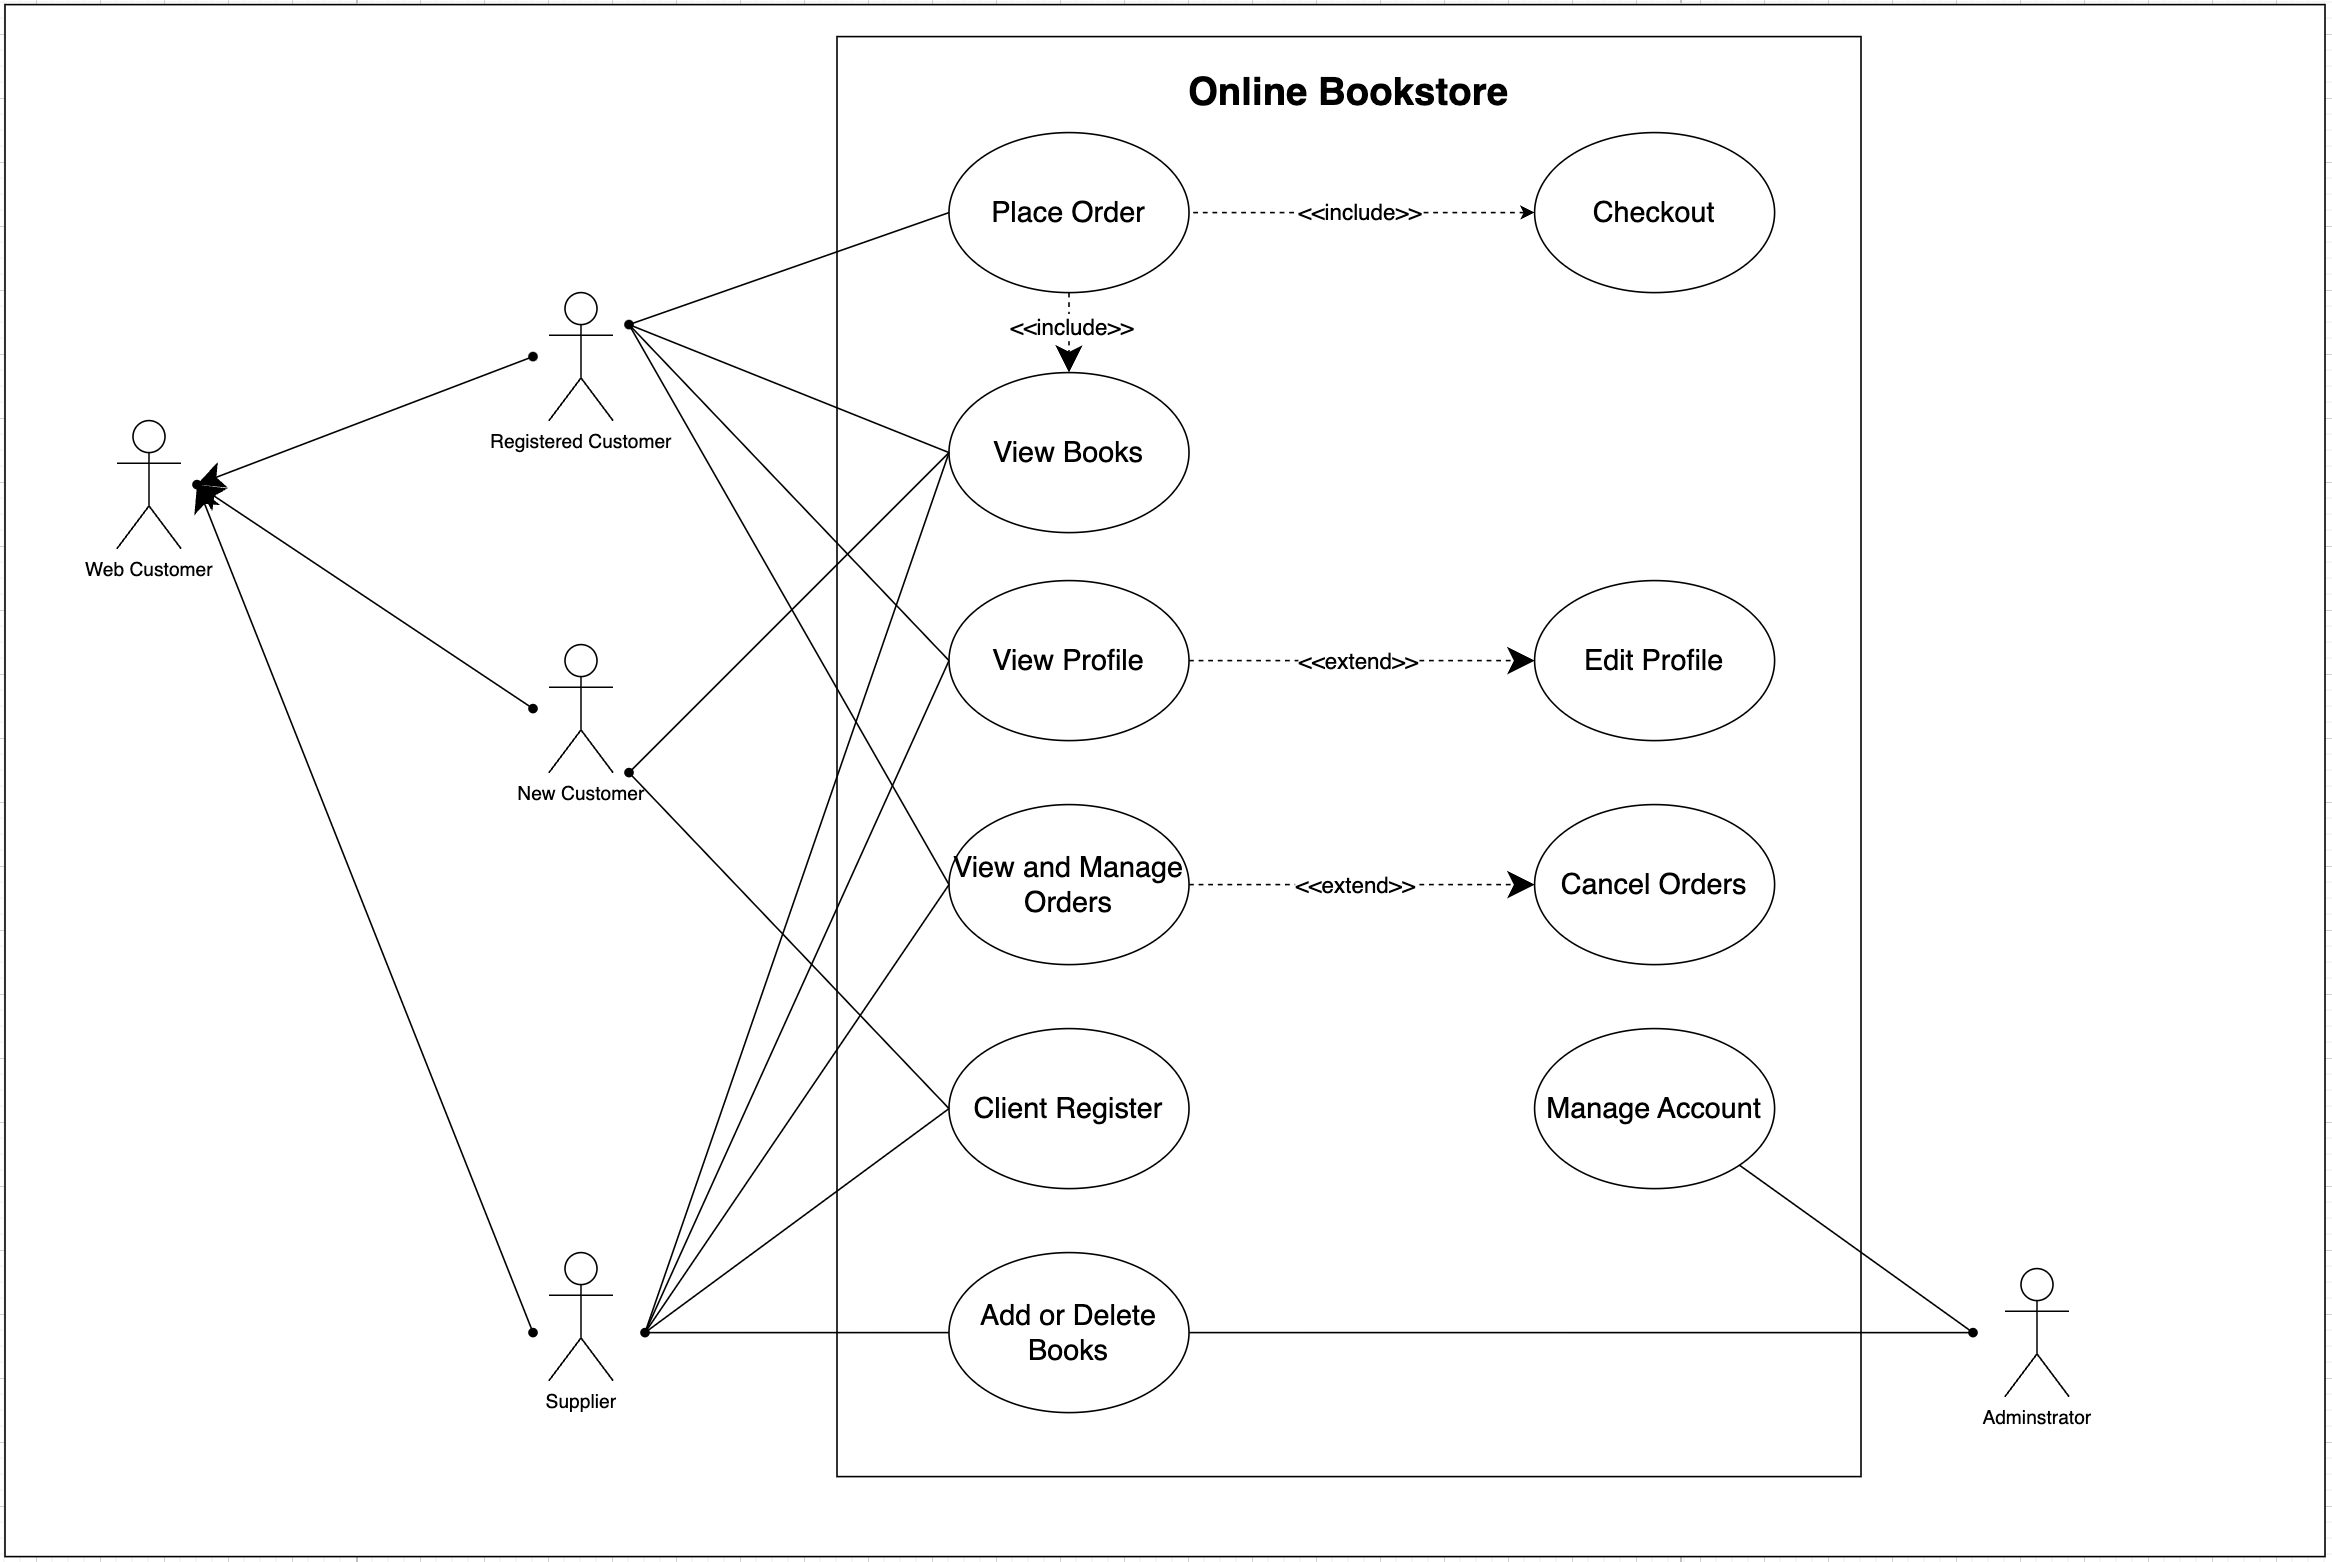 Online Bookstore
Place Order
<<include>>
Checkout
<<include>>
Registered Customer
View Books
Web Customer
View Profile
<<extend>>
Edit Profile
New Customer
View and Manage
Orders
<<extend>>
Cancel Orders
Client Register
Manage Account
Add or Delete
Books
Supplier
Adminstrator